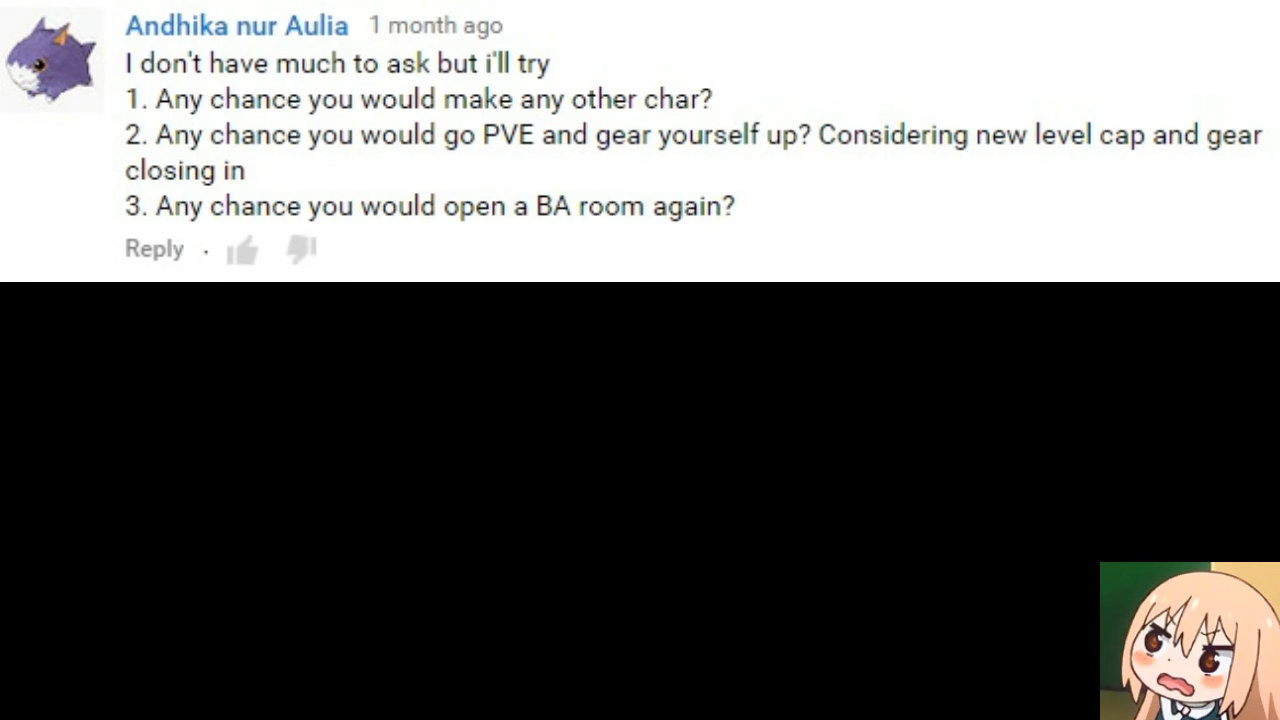 Andhika nur Aulia 1 month ago
I don't have much to ask but i'll try
1. Any chance you would make any other char?
2. Any chance you would go PVE and gear yourself up? Considering new level cap and gear
closing in
3. Any chance you would open a BA room again?
Reply ·